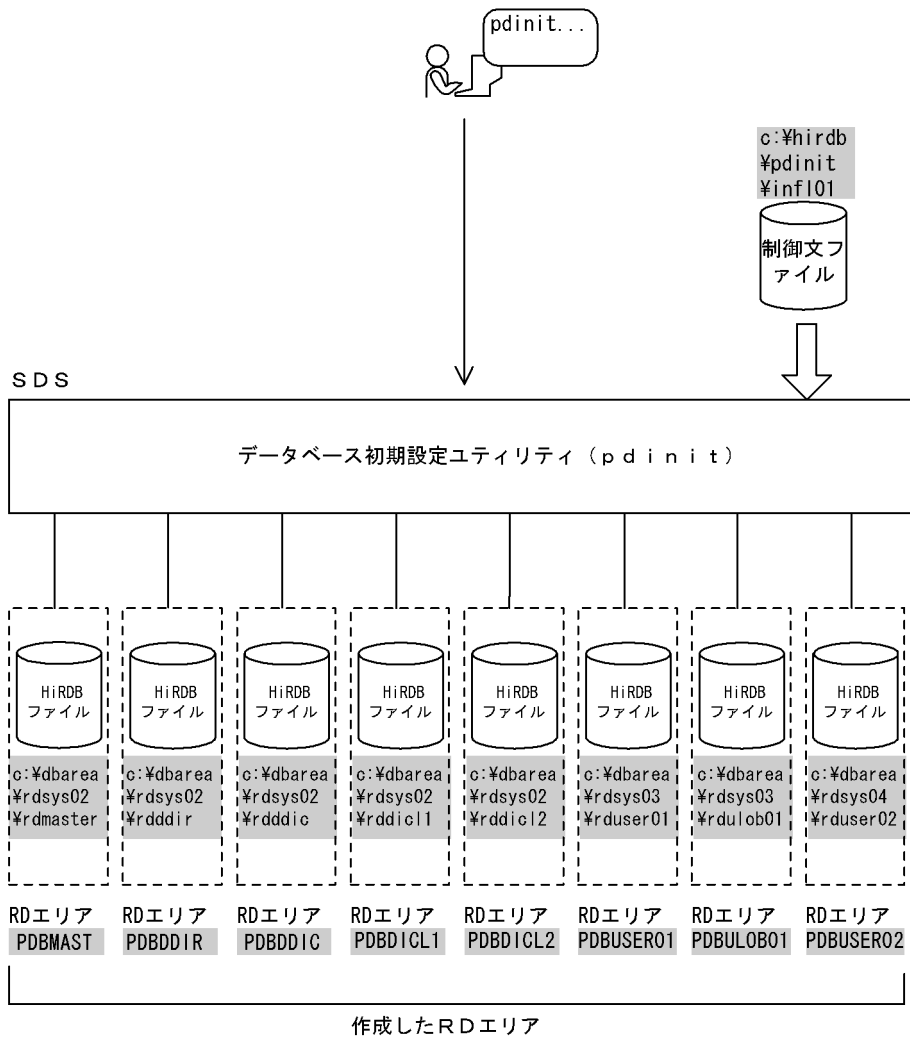 pdinit...
c:¥hirdb
¥pdinit
¥infl01
制御文フ
ァイル
ＳＤＳ
データベース初期設定ユティリティ（ｐｄｉｎｉｔ）
HiRDB
ファイル
HiRDB
ファイル
HiRDB
ファイル
HiRDB
ファイル
HiRDB
ファイル
HiRDB
ファイル
HiRDB
ファイル
HiRDB
ファイル
c:¥dbarea
¥rdsys02
¥rdmaster
c:¥dbarea
¥rdsys02
¥rdddir
c:¥dbarea
¥rdsys02
¥rdddic
c:¥dbarea
¥rdsys02
¥rddicl1
c:¥dbarea
¥rdsys02
¥rddicl2
c:¥dbarea
¥rdsys03
¥rduser01
c:¥dbarea
¥rdsys03
¥rdulob01
c:¥dbarea
¥rdsys04
¥rduser02
RDエリア
PDBMAST
RDエリア
PDBDDIR
RDエリア
PDBDDIC
RDエリア
PDBDICL1
RDエリア
PDBDICL2
RDエリア
PDBUSER01
RDエリア
PDBULOB01
RDエリア
PDBUSER02
作成したＲＤエリア